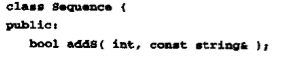 class Sequence {
public:
bool addS( int, const string& );